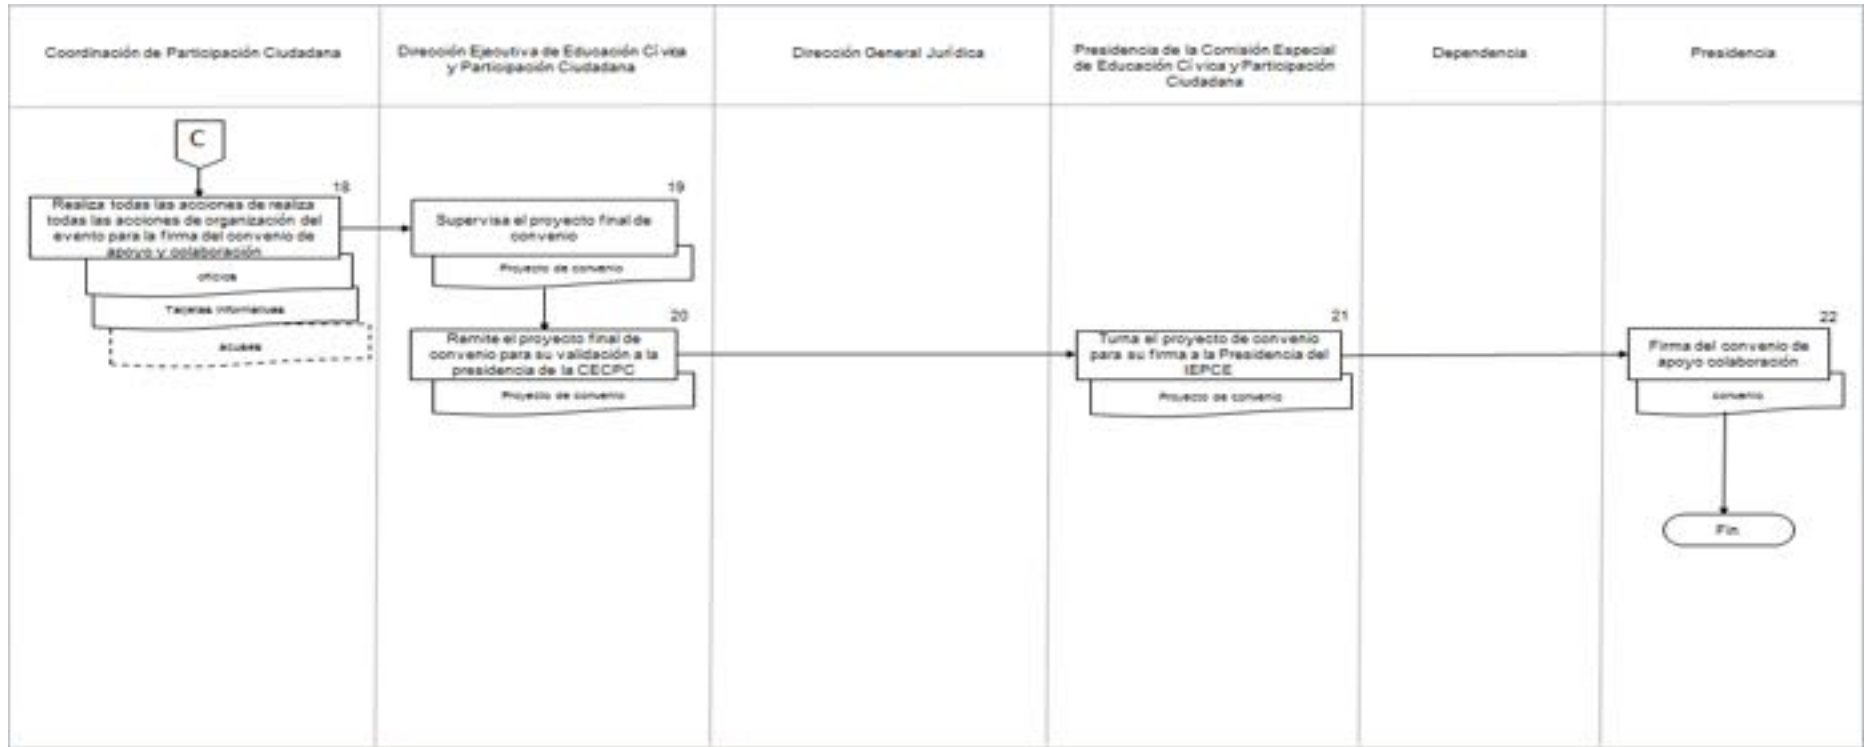 Coordinación de Participación Ciudadana
Dirección Ejecutiva de Educación Cívica
y Participación Ciudadana
Dirección General Jurídica
Presidencia de la Comisión Especial
de Educación Cívica y Participación
Ciudadana
Dependencia
Presidencia
C
18
Realiza todas las acciones de realiza
todas las acciones de organización del
evento para la firma del convenio de
apoyo y colaboración
oficios
Tarjetas informativas
acuses
19
Supervisa el proyecto final de
convenio
Proyecto de convenio
20
Remite el proyecto final de
convenio para su validación a la
presidencia de la CECPC
Proyecto de convenio
21
Turna el proyecto de convenio
para su firma a la Presidencia del
IEPCE
Proyecto de convenio
22
Firma del convenio de
apoyo colaboración
convenio
Fin